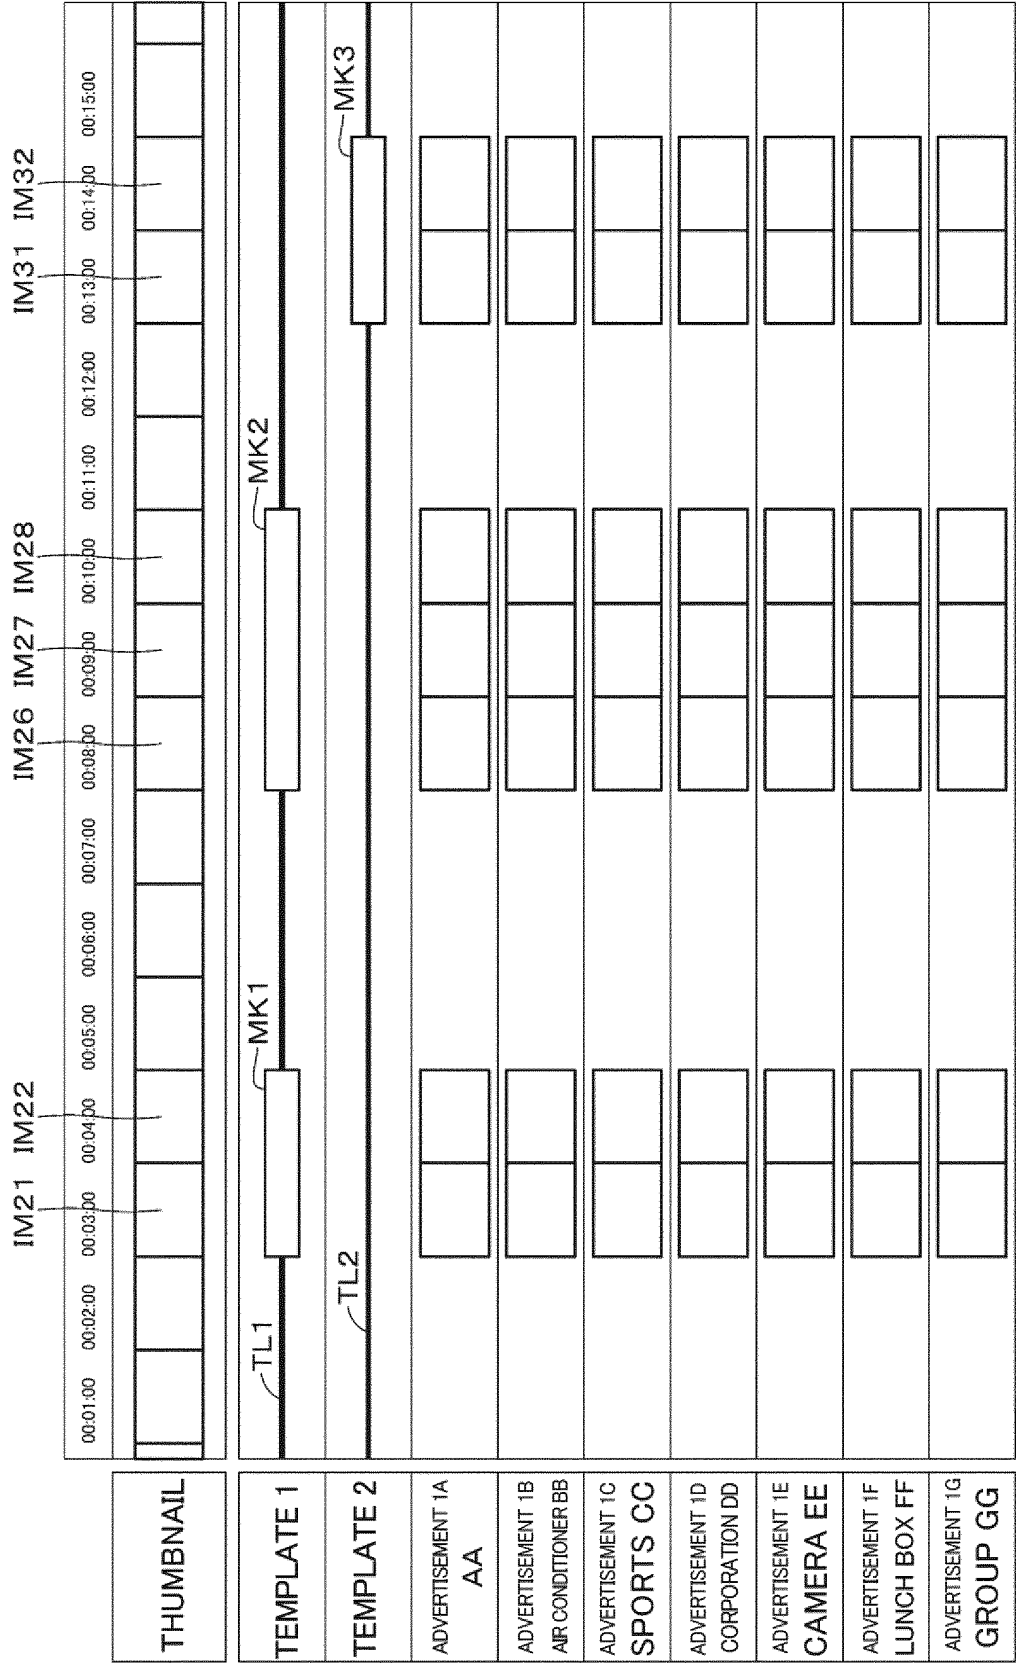 IM21 IM22 IM26 IM27 IM28 IM31 IM32
00:01:00 00:02:00 00:03:00 00:04:00 00:05:00 00:06:00 00:07:00 00:08:00 00:09:00 00:10:00 00:11:00 00:12:00 00:13:00 00:14:00 00:15:00
THUMBNAIL
TEMPLATE 1
TL1 MK1 MK2
TEMPLATE 2
TL2 MK3
ADVERTISEMENT 1A
AA
ADVERTISEMENT 1B
AIR CONDITIONER BB
ADVERTISEMENT 1C
SPORTS CC
ADVERTISEMENT 1D
CORPORATION DD
ADVERTISEMENT 1E
CAMERA EE
ADVERTISEMENT 1F
LUNCH BOX FF
ADVERTISEMENT 1G
GROUP GG